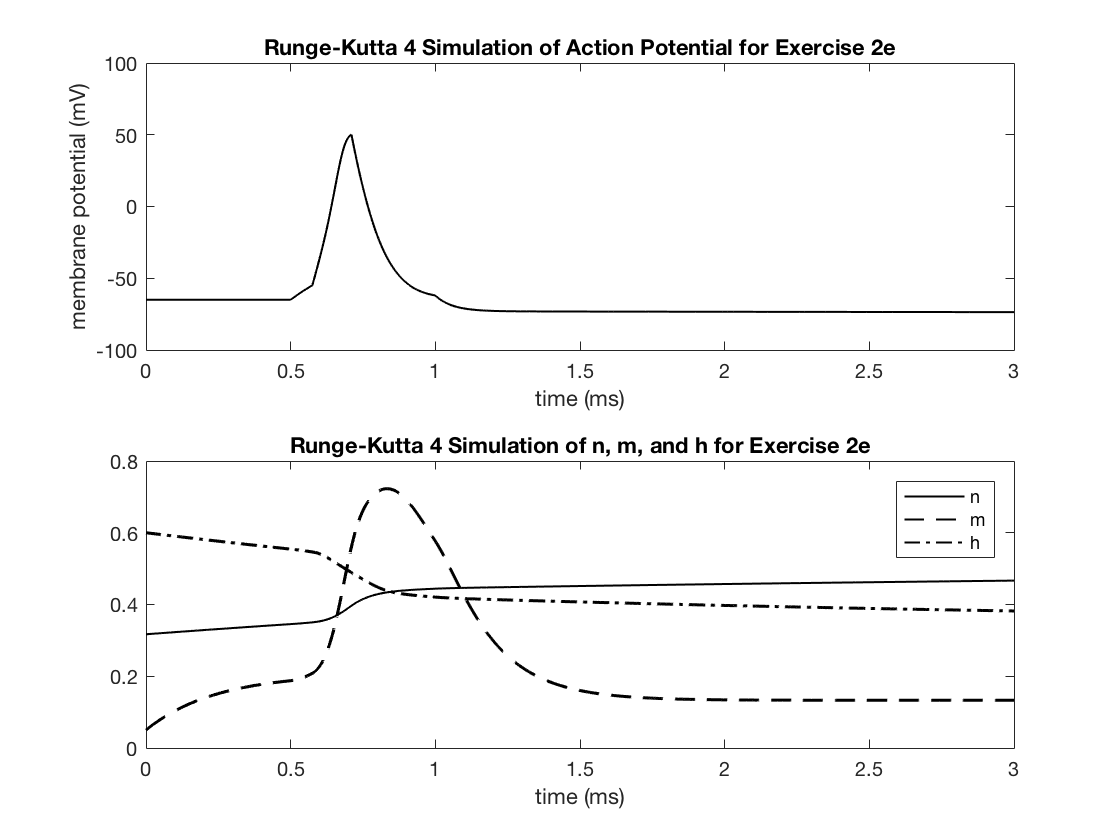 Runge-Kutta 4 Simulation of Action Potential for Exercise 2e
100
50
0
-50
-100
membrane potential (mV)
0 0.5 1 1.5 2 2.5 3
time (ms)
Runge-Kutta 4 Simulation of n, m, and h for Exercise 2e
0.8
0.6
0.4
0.2
0
n
m
h
0 0.5 1 1.5 2 2.5 3
time (ms)